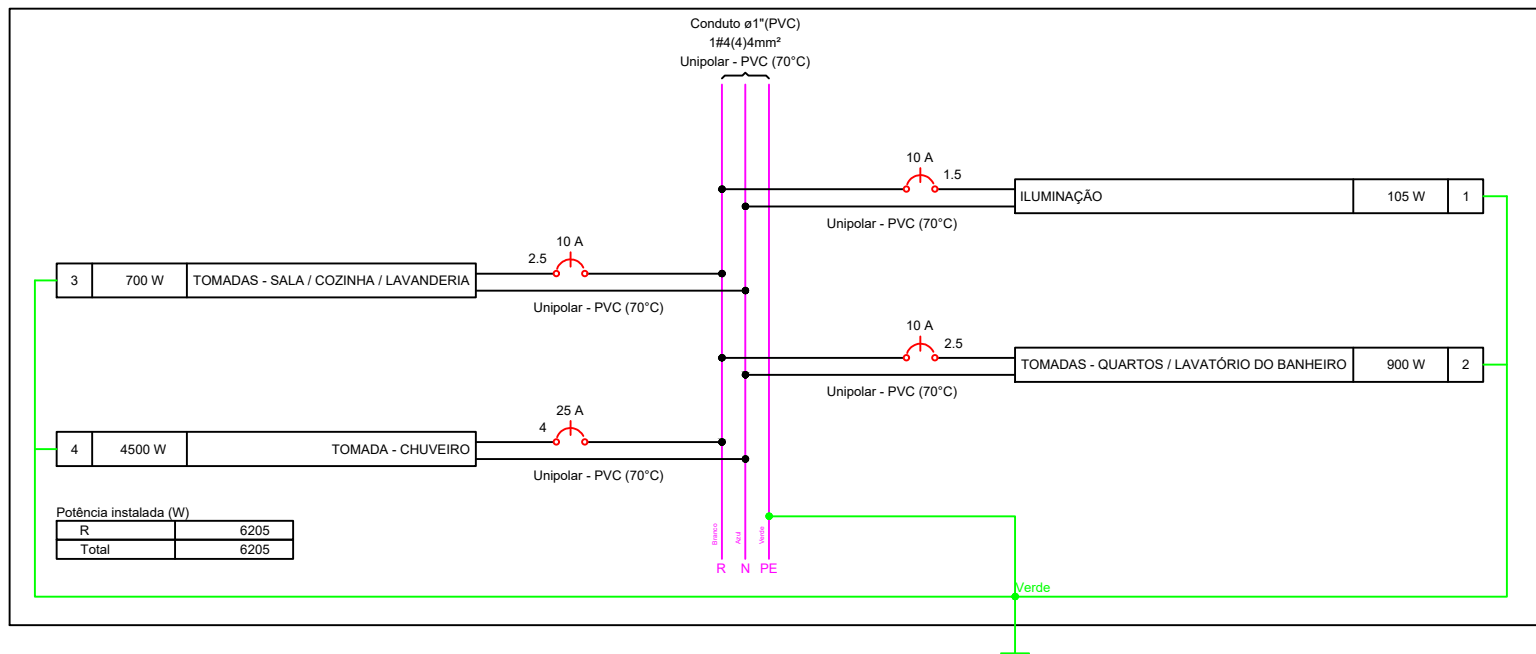 Conduto ø1"(PVC)
1#4(4)4mm²
Unipolar - PVC (70°C)
10 A
1.5
ILUMINAÇÃO 105 W 1
Unipolar - PVC (70°C)
10 A
2.5
3 700 W TOMADAS - SALA / COZINHA / LAVANDERIA
Unipolar - PVC (70°C)
10 A
2.5
TOMADAS - QUARTOS / LAVATÓRIO DO BANHEIRO 900 W 2
Unipolar - PVC (70°C)
25 A
4
4 4500 W TOMADA - CHUVEIRO
Unipolar - PVC (70°C)
Potência instalada (W)
R 6205
Total 6205
Branco Azul Verde
R N PE
Verde